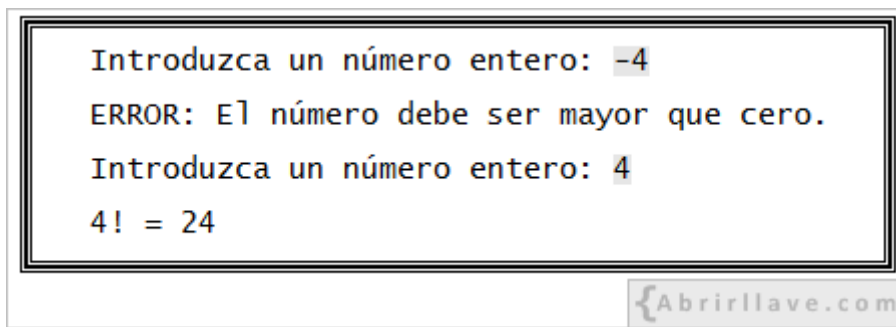 Introduzca un número entero: -4
ERROR: El número debe ser mayor que cero.
Introduzca un número entero: 4
4! = 24
{Abrirllave.com